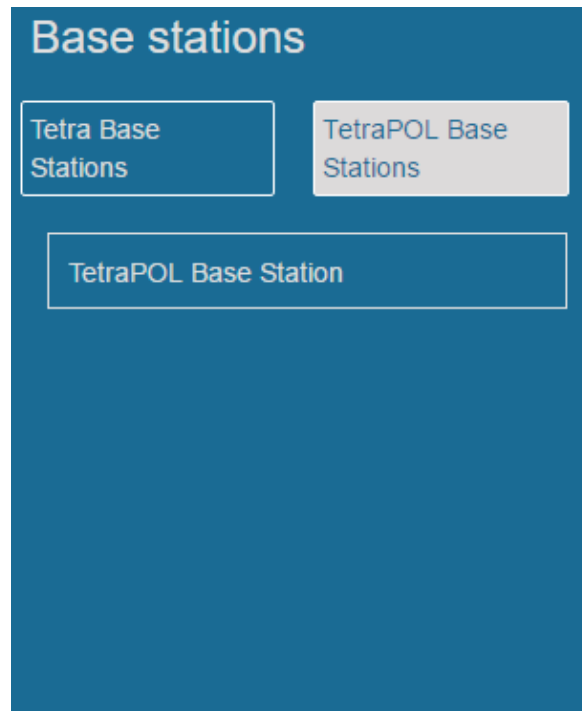 Base stations
Tetra Base
Stations
TetraPOL Base
Stations
TetraPOL Base Station